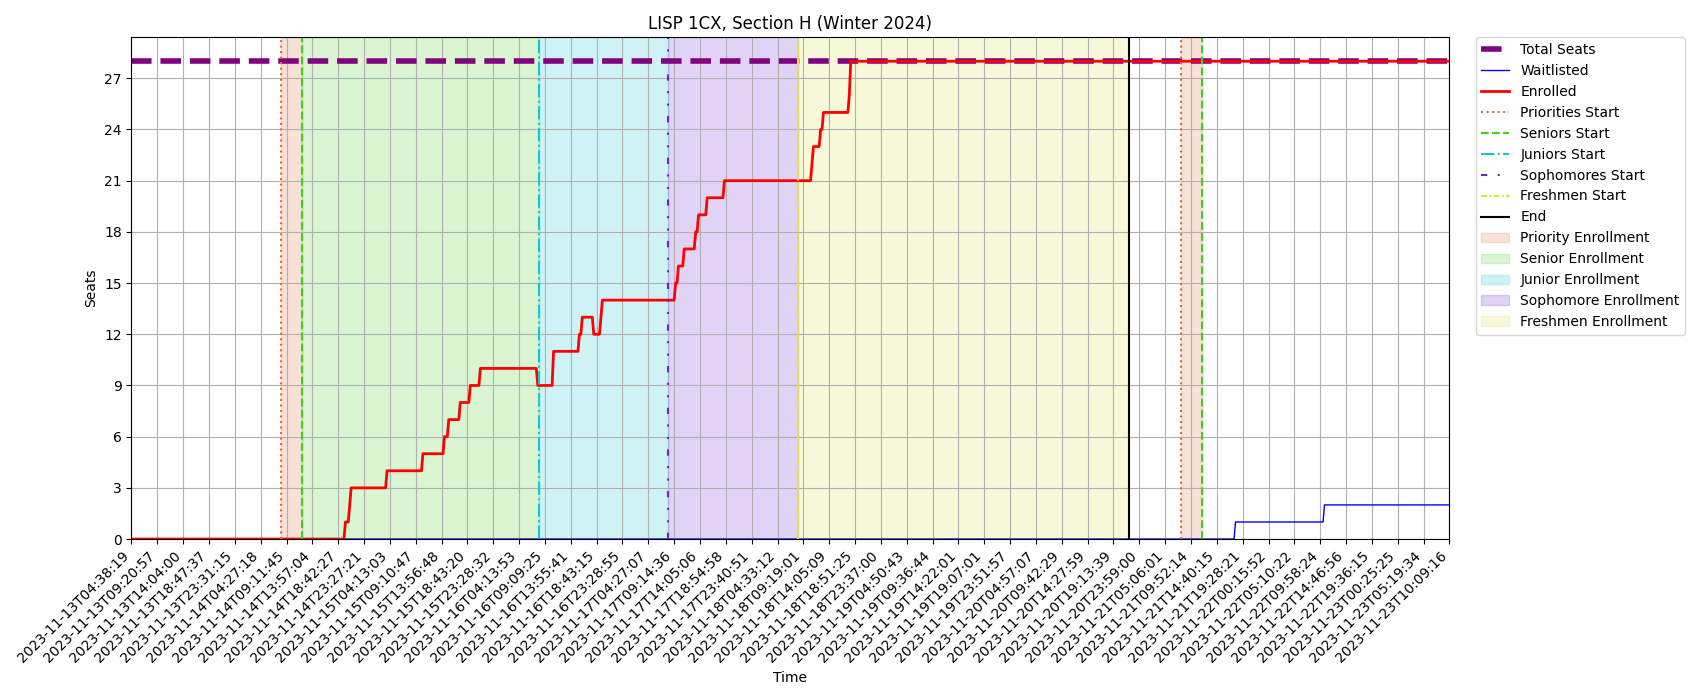 LISP 1CX, Section H (Winter 2024)
Seats
27
24
21
18
15
12
9
6
3
0
2023-11-13T04:38:19
2023-11-13T09:20:57
2023-11-13T14:04:00
2023-11-13T18:47:37
2023-11-13T23:31:15
2023-11-14T04:27:18
2023-11-14T09:11:45
2023-11-14T13:57:04
2023-11-14T18:42:27
2023-11-14T23:27:21
2023-11-15T04:13:03
2023-11-15T09:10:47
2023-11-15T13:56:48
2023-11-15T18:43:20
2023-11-15T23:28:32
2023-11-16T04:13:53
2023-11-16T09:09:25
2023-11-16T13:55:41
2023-11-16T18:43:15
2023-11-16T23:28:55
2023-11-17T04:27:07
2023-11-17T09:14:36
2023-11-17T14:05:06
2023-11-17T18:54:58
2023-11-17T23:40:51
2023-11-18T04:33:12
2023-11-18T09:19:01
2023-11-18T14:05:09
2023-11-18T18:51:25
2023-11-18T23:37:00
2023-11-19T04:50:43
2023-11-19T09:36:44
2023-11-19T14:22:01
2023-11-19T19:07:01
2023-11-19T23:51:57
2023-11-20T04:57:07
2023-11-20T09:42:29
2023-11-20T14:27:59
2023-11-20T19:13:39
2023-11-20T23:59:00
2023-11-21T05:06:01
2023-11-21T09:52:14
2023-11-21T14:40:15
2023-11-21T19:28:21
2023-11-22T00:15:52
2023-11-22T05:10:22
2023-11-22T09:58:24
2023-11-22T14:46:56
2023-11-22T19:36:15
2023-11-23T00:25:25
2023-11-23T05:19:34
2023-11-23T10:09:16
Time
Total Seats
Waitlisted
Enrolled
Priorities Start
Seniors Start
Juniors Start
Sophomores Start
Freshmen Start
End
Priority Enrollment
Senior Enrollment
Junior Enrollment
Sophomore Enrollment
Freshmen Enrollment